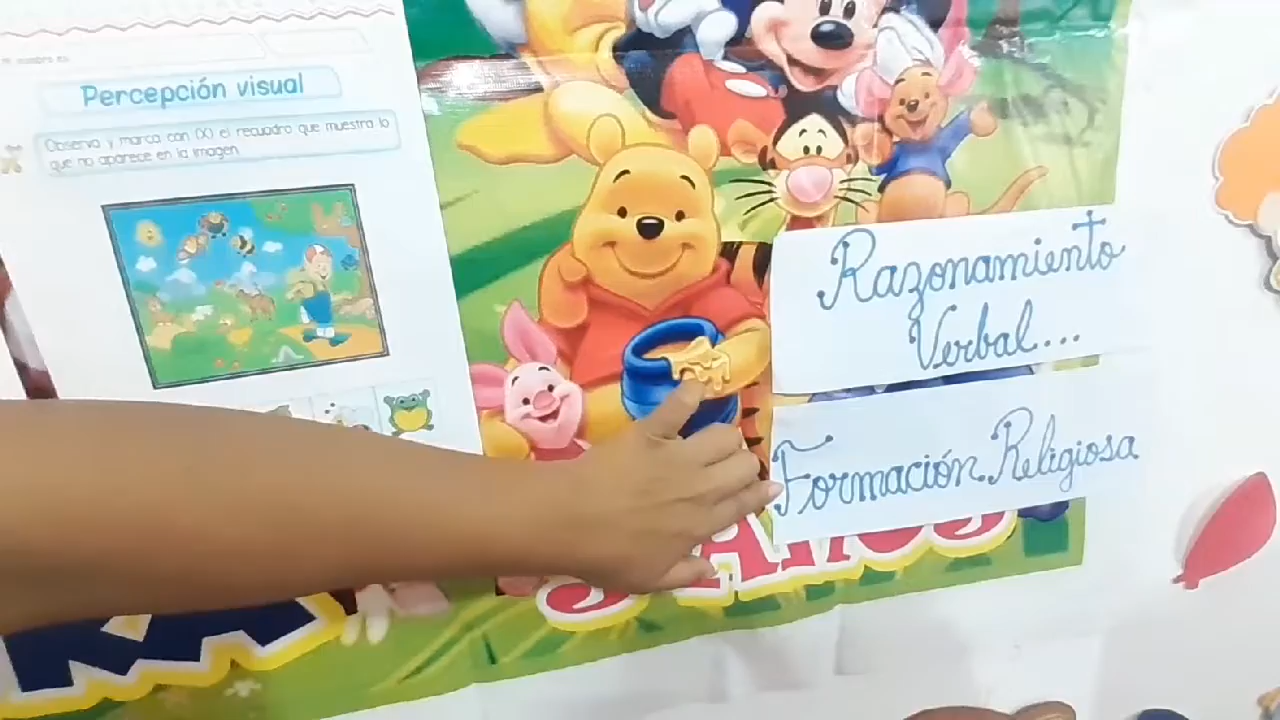 Percepción visual
Observa y marca con (X) el recuadro que muestra lo
que no aparece en la imagen.
Razonamiento
Verbal...
Formación Religiosa